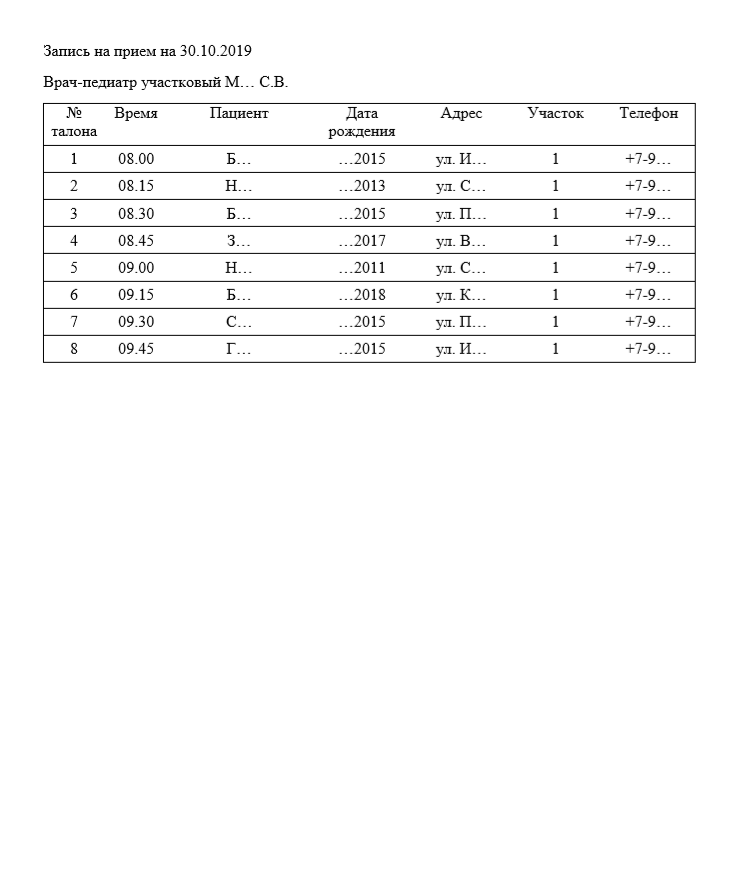 Запись на прием на 30.10.2019
Врач-педиатр участковый М… С.В.
№ талона Время Пациент Дата рождения Адрес Участок Телефон
1 08.00 Б… …2015 ул. И… 1 +7-9…
2 08.15 Н… …2013 ул. С… 1 +7-9…
3 08.30 Б… …2015 ул. П… 1 +7-9…
4 08.45 З… …2017 ул. В… 1 +7-9…
5 09.00 Н… …2011 ул. С… 1 +7-9…
6 09.15 Б… …2018 ул. К… 1 +7-9…
7 09.30 С… …2015 ул. П… 1 +7-9…
8 09.45 Г… …2015 ул. И… 1 +7-9…